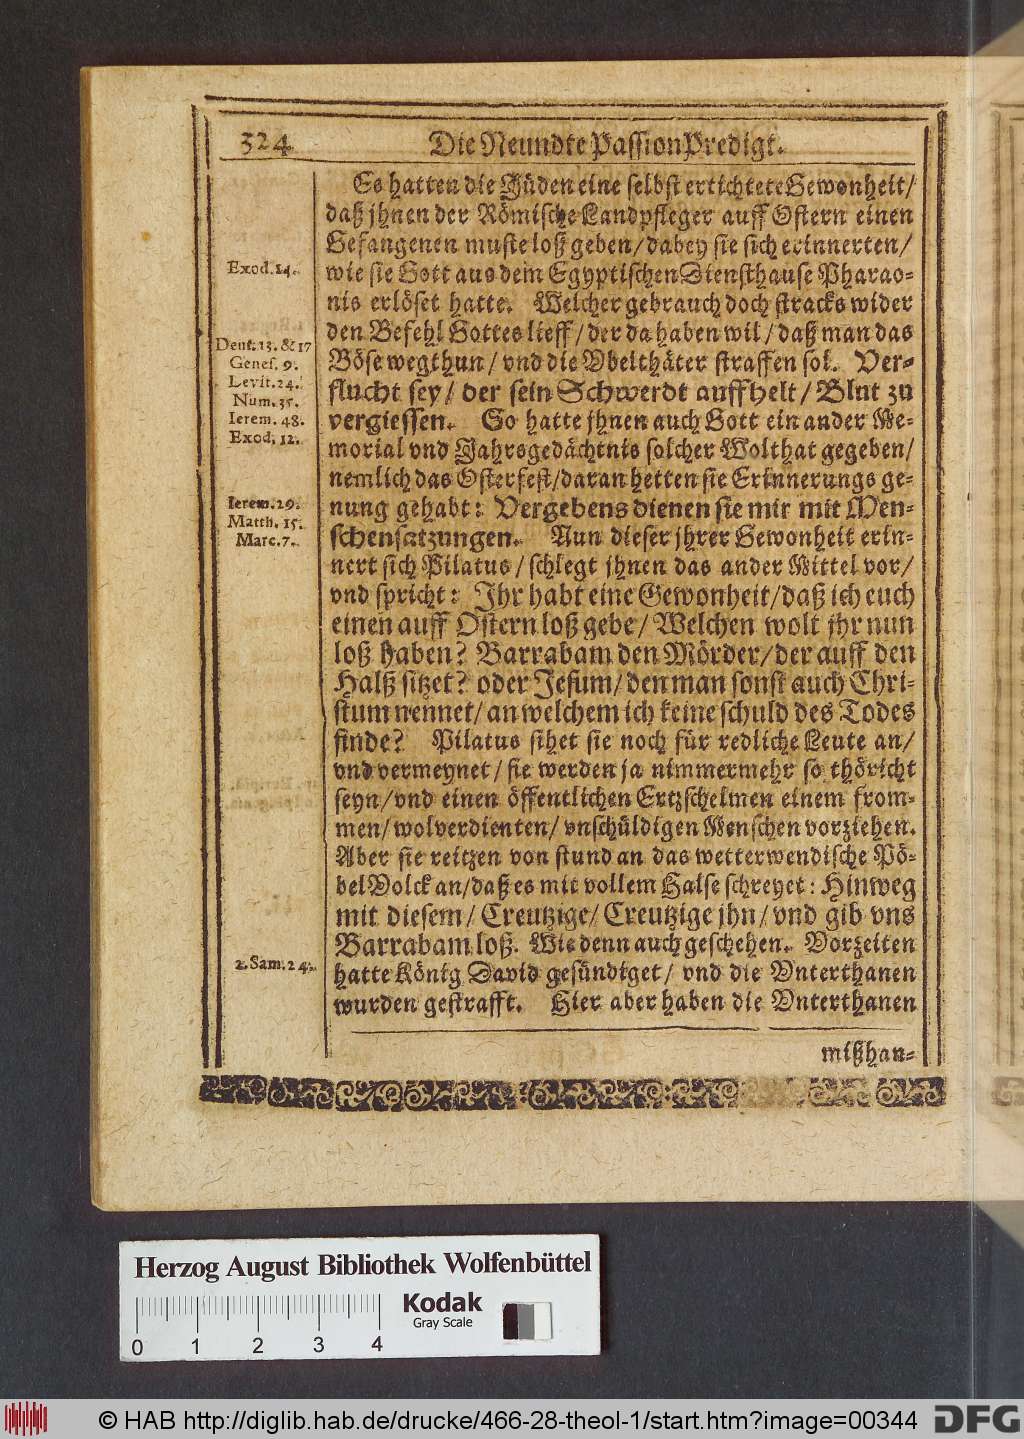 324 Die Neundte Passion Predigt.
Es hatten die Jüden eine selbst ertichtete Gewonheit/
daß jhnen der Römische Landpfleger auff Ostern einen
Gefangenen muste loß geben/ dabey sie sich erinnerten/
wie sie Gott aus dem Egyptischen Diensthause Pharao-
nis erlöset hatte. Welcher gebrauch doch stracks wider
den Befehl Gottes lieff/ der da haben wil/ daß man das
Böse wegthun/ vnd die Vbelthäter straffen sol. Ver-
flucht sey/ der sein Schwerdt auffhelt/ Blut zu
vergiessen. So hatte jhnen auch Gott ein ander Me-
morial vnd Jahrsgedächtnis solcher Wolthat gegeben/
nemlich das Osterfest/ daran hetten sie Erinnerungs ge-
nung gehabt: Vergebens dienen sie mir mit Men-
schensatzungen. Nun dieser jhrer Gewonheit erin-
nert sich Pilatus/ schlegt jhnen das ander Mittel vor/
vnd spricht: Jhr habt eine Gewonheit/ daß ich euch
einen auff Ostern loß gebe/ Welchen wolt jhr nun
loß haben? Barrabam den Mörder/ der auff den
Halß sitzet? oder Jesum/ den man sonst auch Chri-
stum nennet/ an welchem ich keine schuld des Todes
finde? Pilatus sihet sie noch für redliche Leute an/
vnd vermeynet/ sie werden ja nimmermehr so thöricht
seyn/ vnd einen öffentlichen Ertzschelmen einem from-
men/ wolverdienten/ vnschüldigen Menschen vorziehen.
Aber sie reitzen von stund an das wetterwendische Pö-
bel Volck an/ daß es mit vollem Halse schreyet: Hinweg
mit diesem/ Creutzige/ Creutzige jhn/ vnd gib vns
Barrabam loß. Wie denn auch geschehen. Vorzeiten
hatte König David gesündiget/ vnd die Vnterthanen
wurden gestrafft. Hier aber haben die Vnterthanen
mißhan-
Exod. 14.
Deut. 13. & 17
Genes. 9.
Levit. 24.
Num. 35.
Ierem. 48.
Exod. 12.
Ierem. 29.
Matth. 15.
Marc. 7.
2. Sam. 24.
Herzog August Bibliothek Wolfenbüttel
Kodak
Gray Scale
0 1 2 3 4
© HAB http://diglib.hab.de/drucke/466-28-theol-1/start.htm?image=00344
DFG